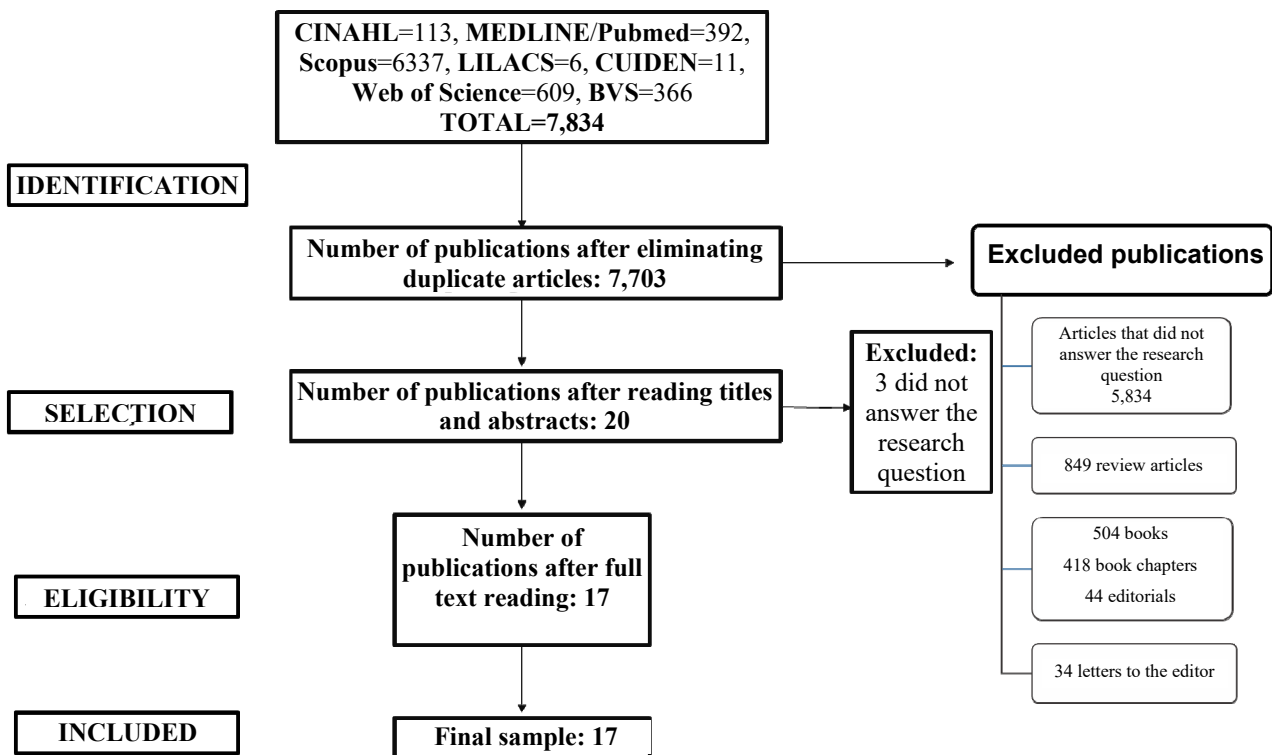 CINAHL=113, MEDLINE/Pubmed=392,
Scopus=6337, LILACS=6, CUIDEN=11,
Web of Science=609, BVS=366
TOTAL=7,834
IDENTIFICATION
Number of publications after eliminating
duplicate articles: 7,703
Excluded publications
Articles that did not
answer the research
question
5,834
849 review articles
504 books
418 book chapters
44 editorials
34 letters to the editor
SELECTION
Number of publications after reading titles
and abstracts: 20
Excluded:
3 did not
answer the
research
question
ELIGIBILITY
Number of
publications after full
text reading: 17
INCLUDED
Final sample: 17